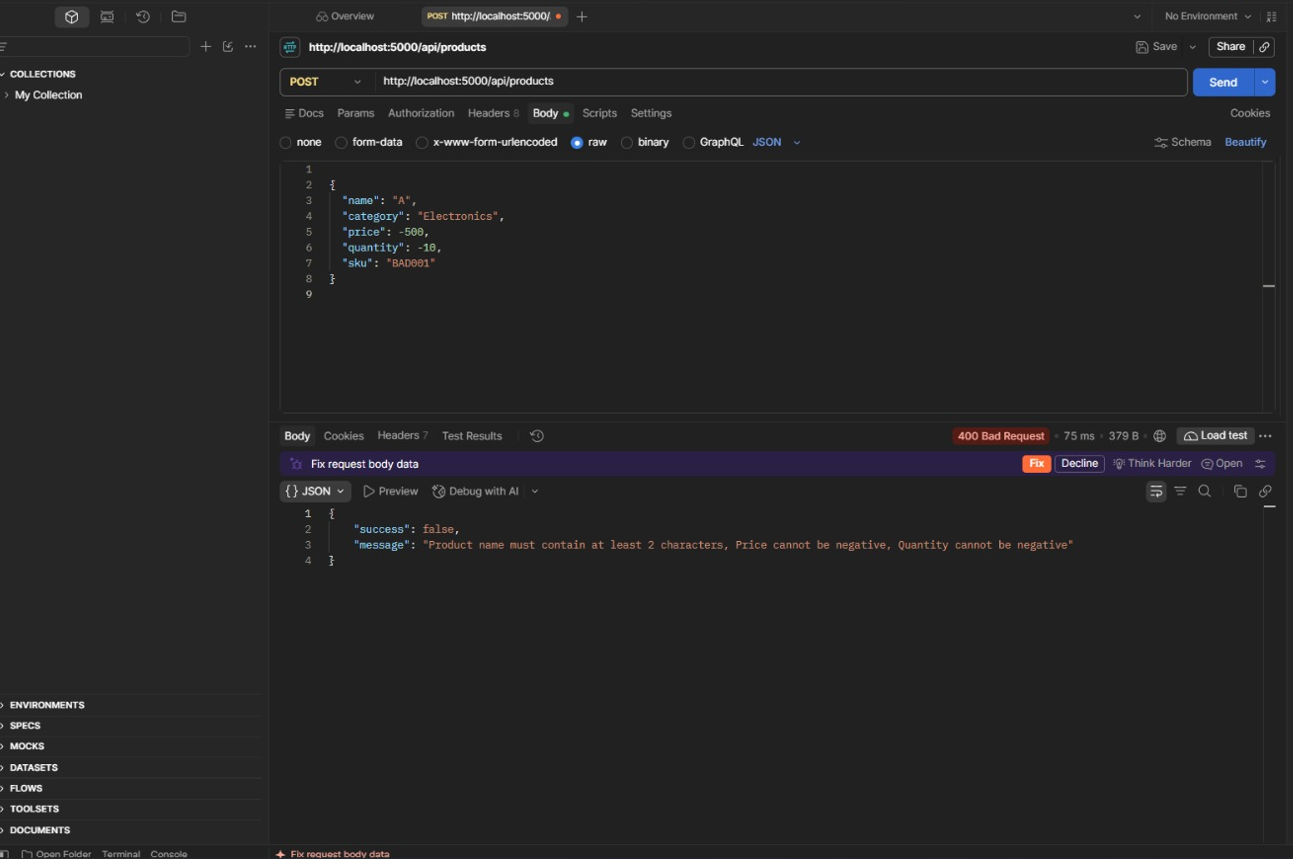 Overview
POST http://localhost:5000/.
No Environment
COLLECTIONS
My Collection
HTTP http://localhost:5000/api/products
Save
Share
POST http://localhost:5000/api/products
Send
Docs Params Authorization Headers 8 Body Scripts Settings
Cookies
none form-data x-www-form-urlencoded raw binary GraphQL JSON
Schema Beautify
1
2 {
3 "name": "A",
4 "category": "Electronics",
5 "price": -500,
6 "quantity": -10,
7 "sku": "BAD001"
8 }
9
Body Cookies Headers 7 Test Results
400 Bad Request • 75 ms • 379 B •
Load test
Fix request body data
Fix Decline Think Harder Open
{} JSON Preview Debug with AI
1 {
2 "success": false,
3 "message": "Product name must contain at least 2 characters, Price cannot be negative, Quantity cannot be negative"
4 }
ENVIRONMENTS
SPECS
MOCKS
DATASETS
FLOWS
TOOLSETS
DOCUMENTS
Open Folder Terminal Console
Fix request body data